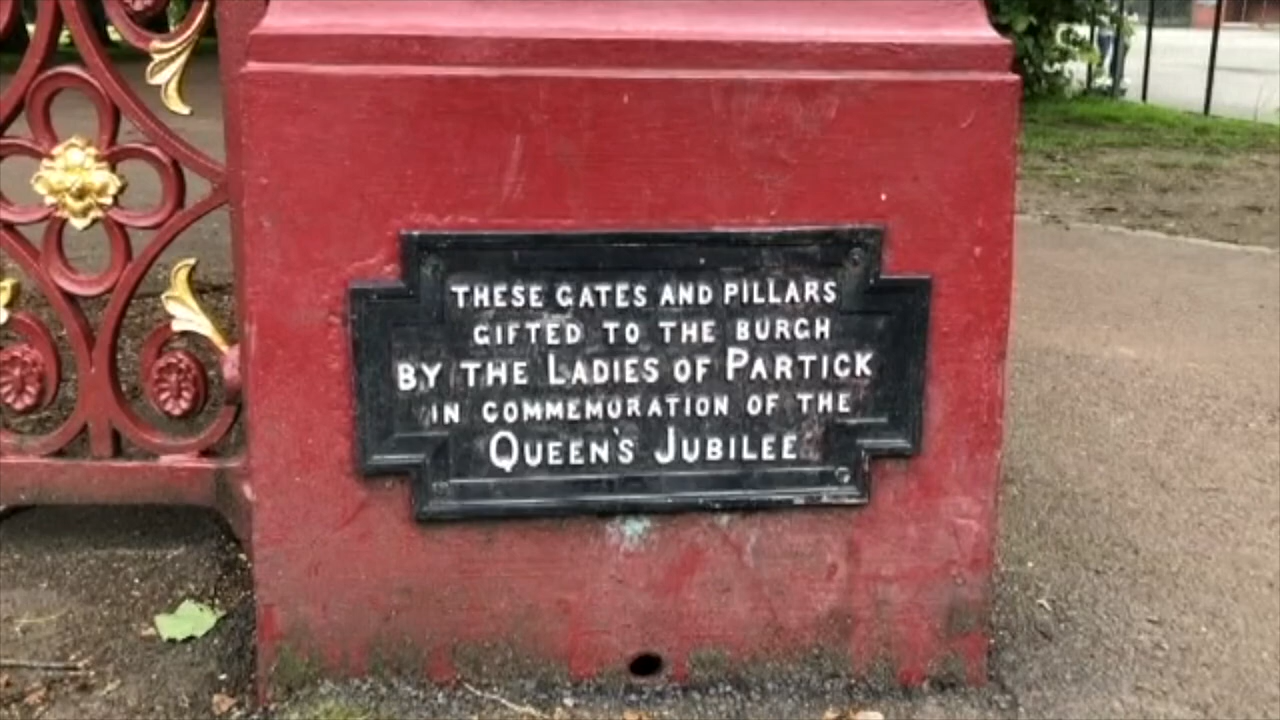 THESE GATES AND PILLARS
GIFTED TO THE BURGH
BY THE LADIES OF PARTICK
IN COMMEMORATION OF THE
QUEEN'S JUBILEE